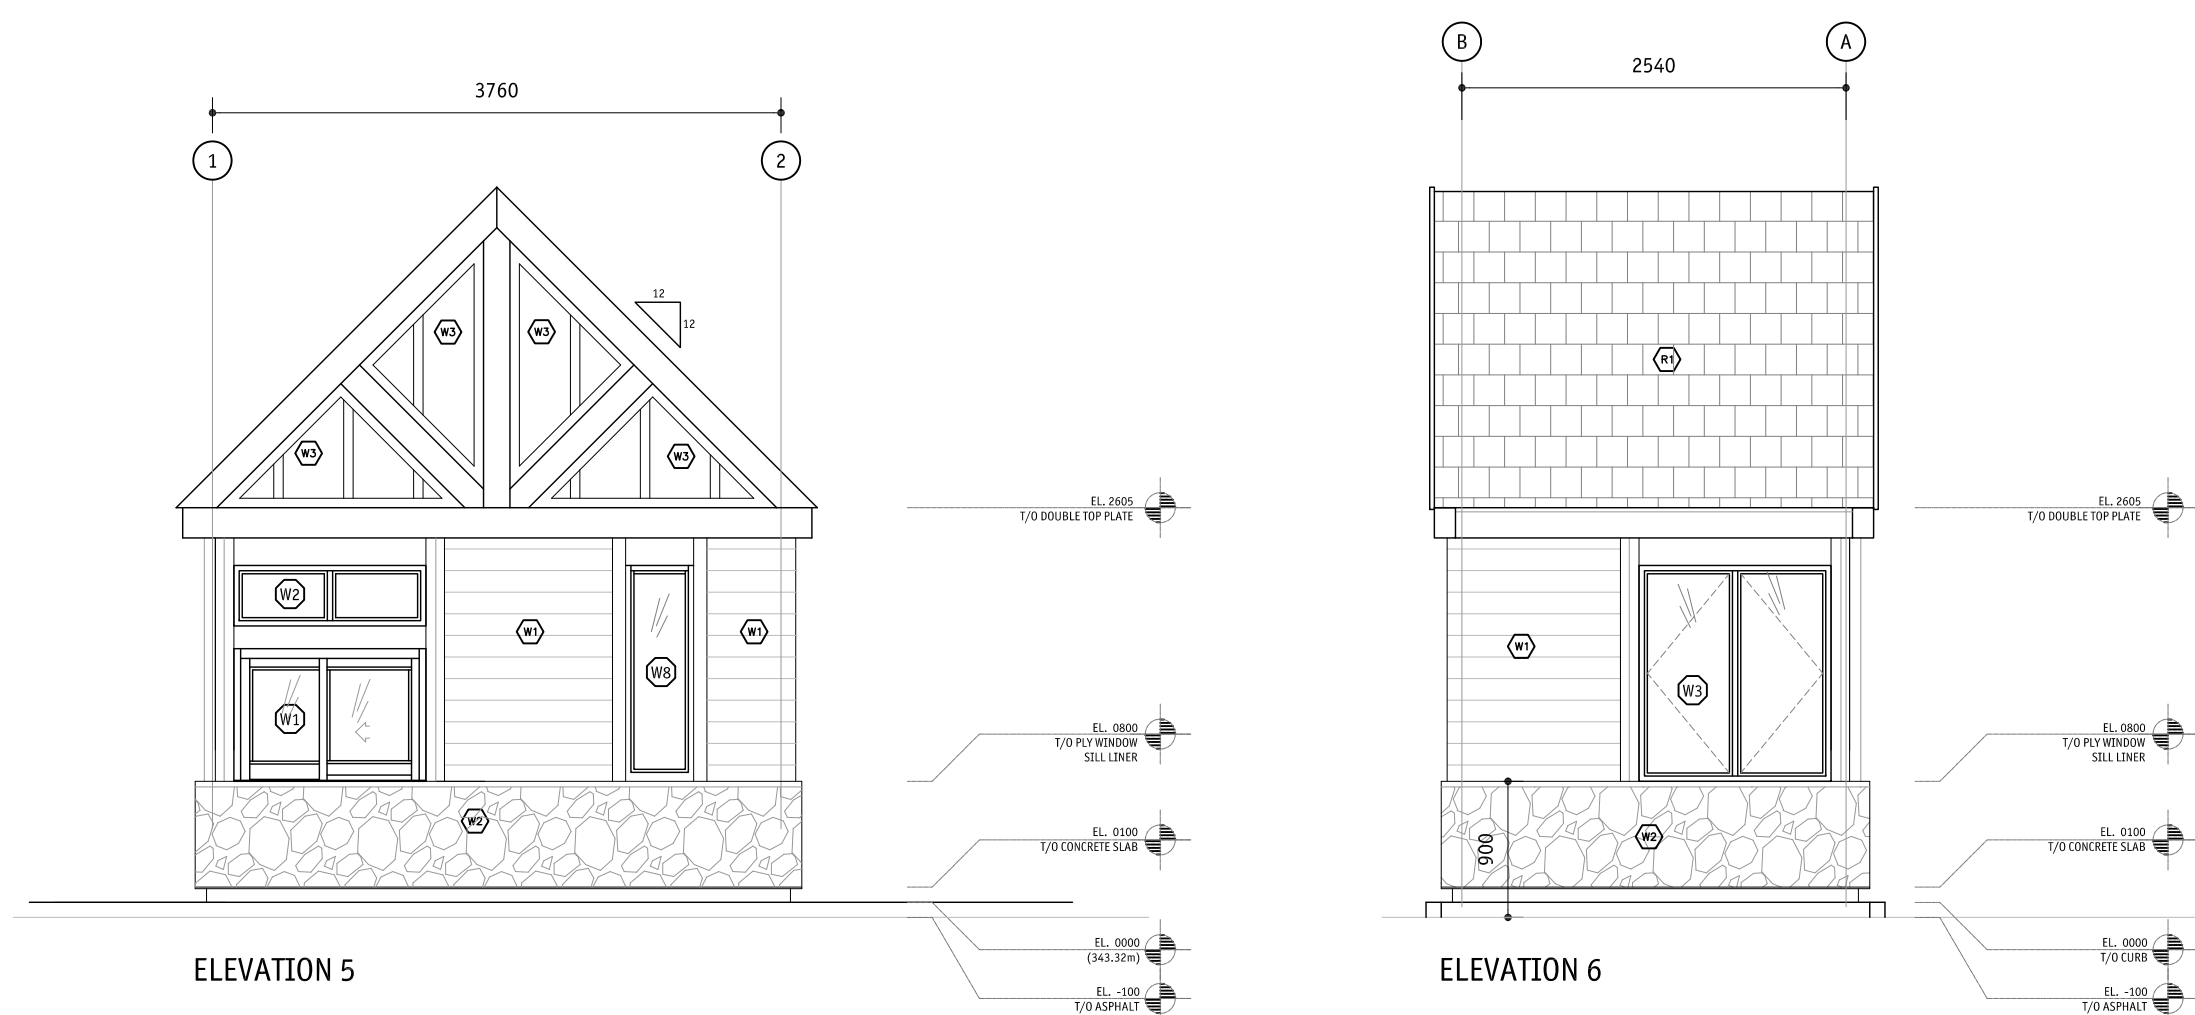 3760
1
2
12
12
W3
W3
W3
W3
W2
W1
W1
W1
W8
W2
EL. 2605
T/O DOUBLE TOP PLATE
EL. 0800
T/O PLY WINDOW
SILL LINER
EL. 0100
T/O CONCRETE SLAB
EL. 0000
(343.32m)
EL. -100
T/O ASPHALT
ELEVATION 5
B
A
2540
R1
W1
W3
W2
900
EL. 2605
T/O DOUBLE TOP PLATE
EL. 0800
T/O PLY WINDOW
SILL LINER
EL. 0100
T/O CONCRETE SLAB
EL. 0000
T/O CURB
EL. -100
T/O ASPHALT
ELEVATION 6